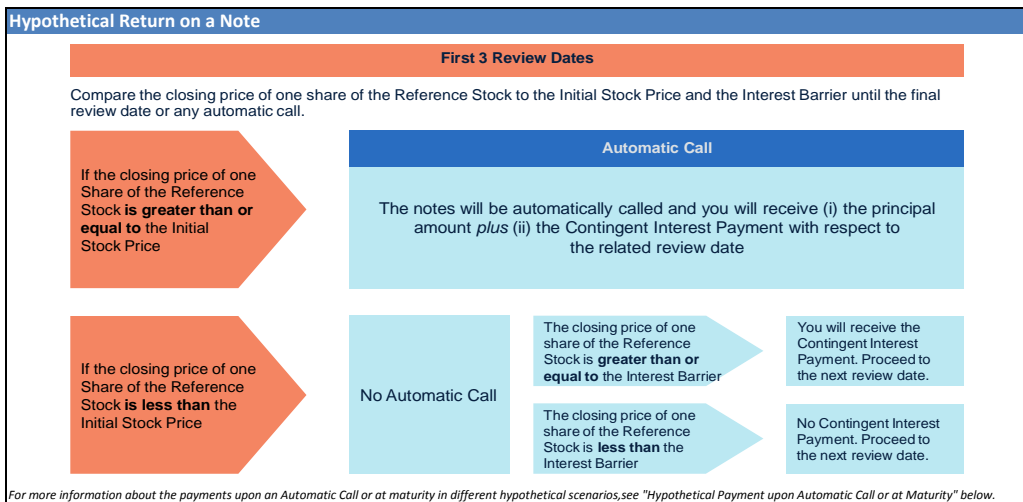 Hypothetical Return on a Note
First 3 Review Dates
Compare the closing price of one share of the Reference Stock to the Initial Stock Price and the Interest Barrier until the final
review date or any automatic call.
If the closing price of one
Share of the Reference
Stock is greater than or
equal to the Initial
Stock Price
Automatic Call
The notes will be automatically called and you will receive (i) the principal
amount plus (ii) the Contingent Interest Payment with respect to
the related review date
If the closing price of one
Share of the Reference
Stock is less than the
Initial Stock Price
No Automatic Call
The closing price of one
share of the Reference
Stock is greater than or
equal to the Interest Barrier
You will receive the
Contingent Interest
Payment. Proceed to
the next review date.
The closing price of one
share of the Reference
Stock is less than the
Interest Barrier
No Contingent Interest
Payment. Proceed to
the next review date.
For more information about the payments upon an Automatic Call or at maturity in different hypothetical scenarios,see "Hypothetical Payment upon Automatic Call or at Maturity" below.